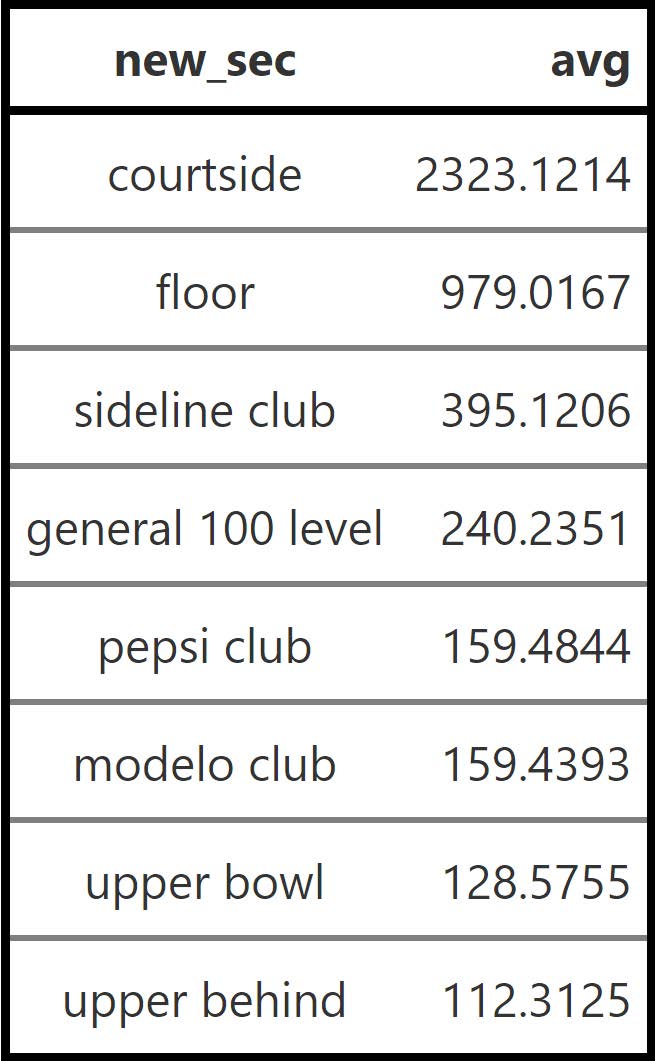 new_sec avg
courtside 2323.1214
floor 979.0167
sideline club 395.1206
general 100 level 240.2351
pepsi club 159.4844
modelo club 159.4393
upper bowl 128.5755
upper behind 112.3125